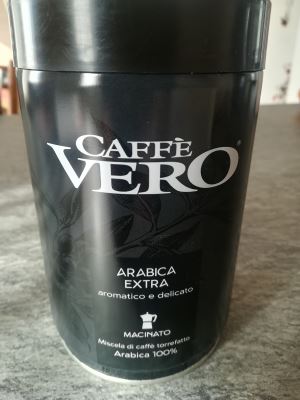 CAFFÈ
VERO®
ARABICA
EXTRA
aromatico e delicato
MACINATO
Miscela di caffè torrefatto
Arabica 100%